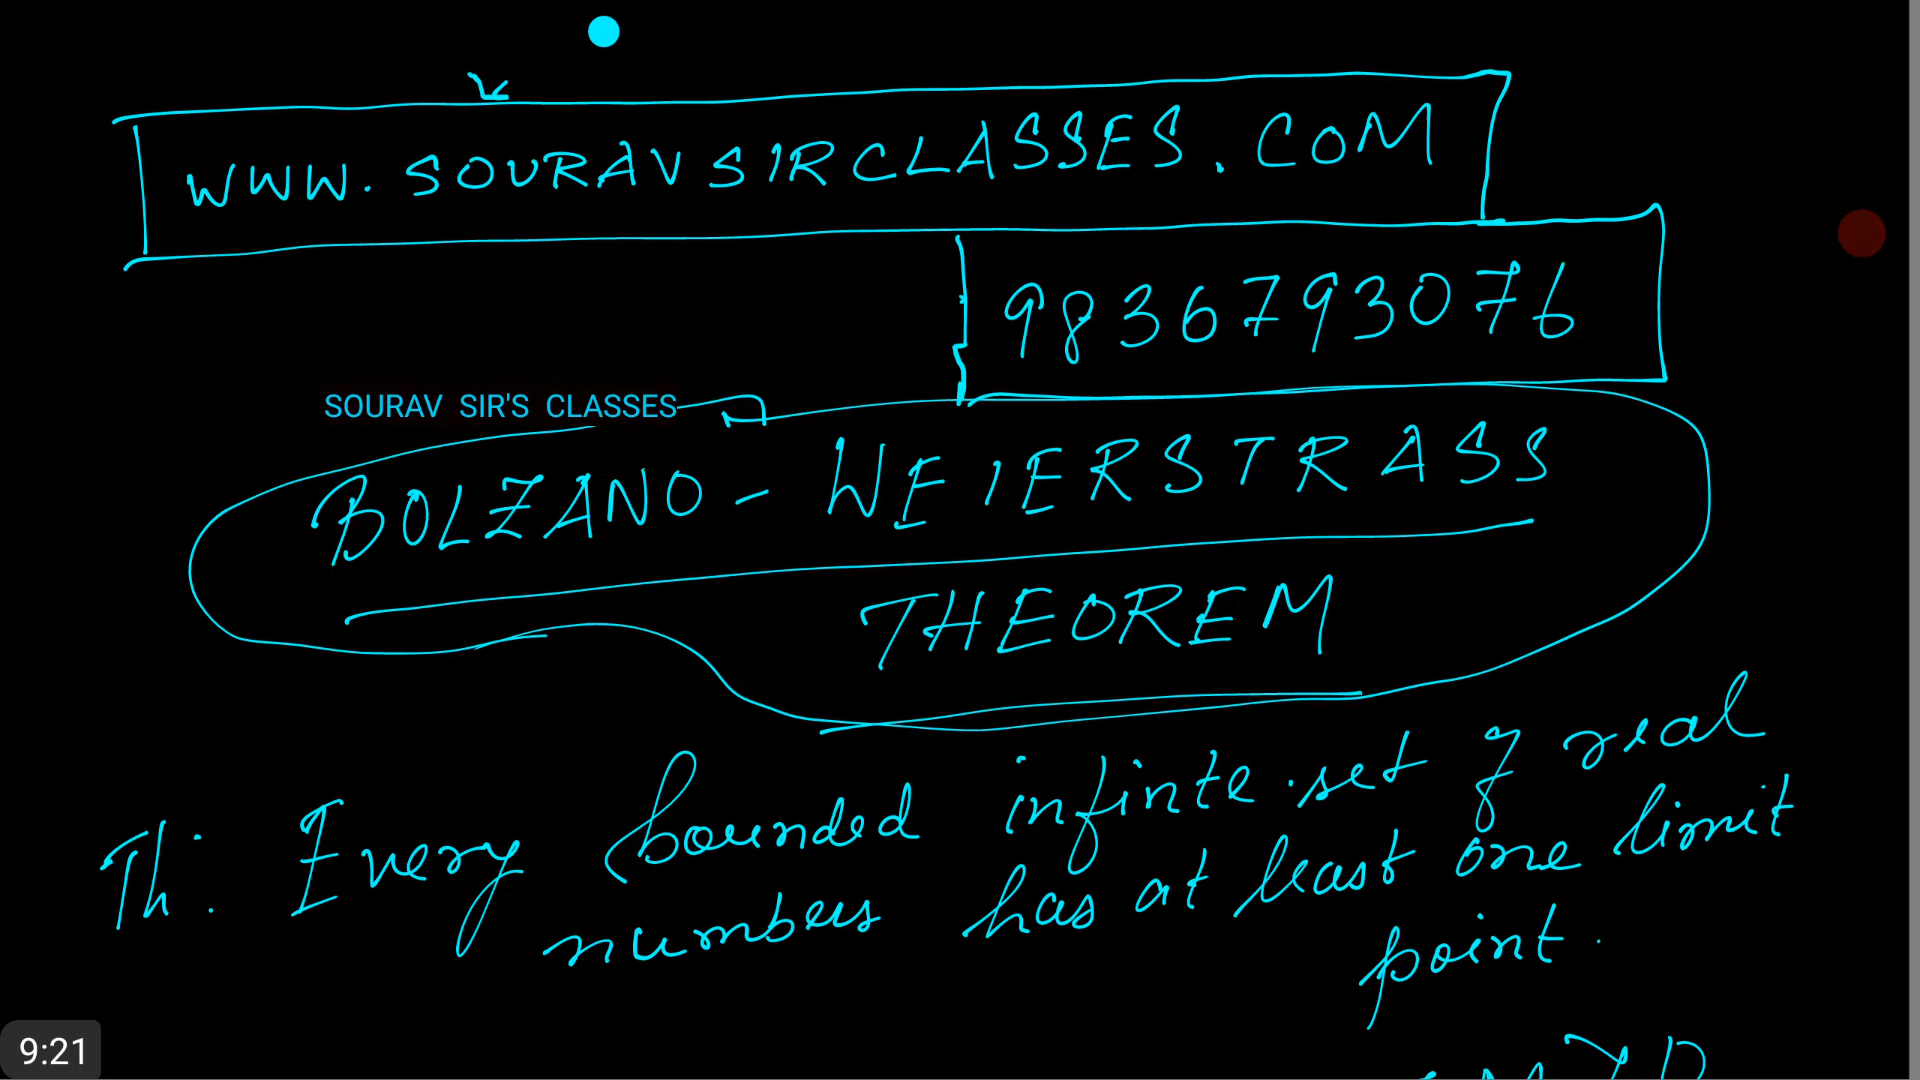 WWW.SOURAVSIRCLASSES.COM
9836793076
SOURAV SIR'S CLASSES
BOLZANO - WEIERSTRASS
THEOREM
Th: Every bounded infinte set of real
numbers has at least one limit
point.
9:21